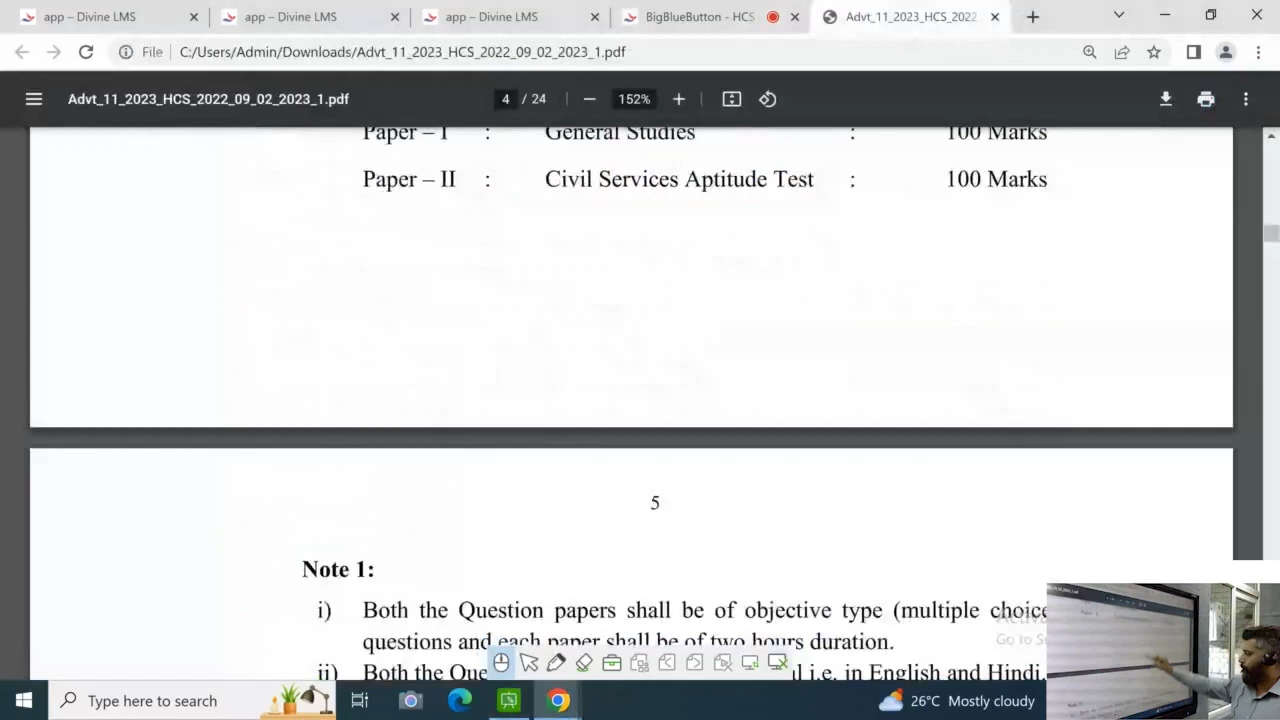 app – Divine LMS
app – Divine LMS
app – Divine LMS
BigBlueButton - HCS
Advt_11_2023_HCS_2022
File
C:/Users/Admin/Downloads/Advt_11_2023_HCS_2022_09_02_2023_1.pdf
Advt_11_2023_HCS_2022_09_02_2023_1.pdf
4 / 24
152%
Paper – I : General Studies : 100 Marks
Paper – II : Civil Services Aptitude Test : 100 Marks
5
Note 1:
i) Both the Question papers shall be of objective type (multiple choice
questions and each paper shall be of two hours duration.
ii) Both the Que
i.e. in English and Hindi.
Go to S
Type here to search
26°C Mostly cloudy